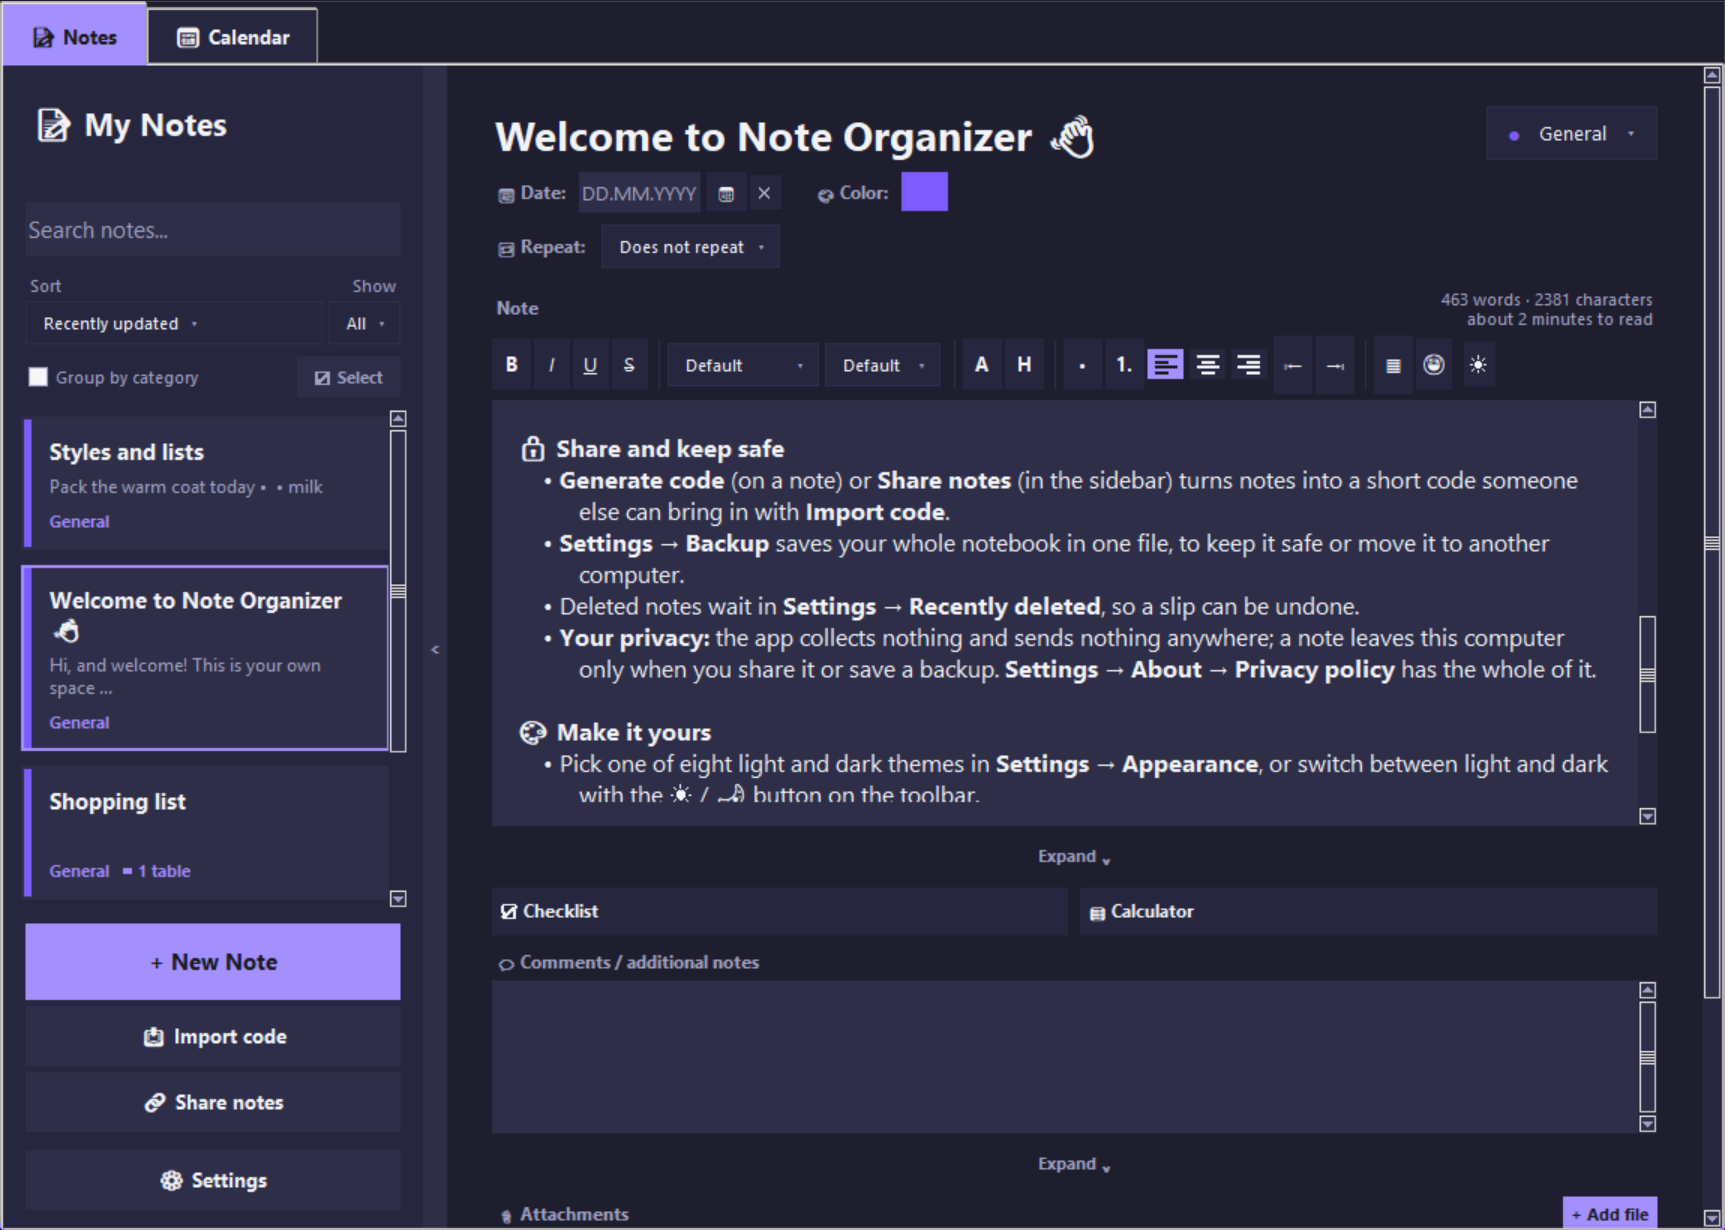 Notes
Calendar
My Notes
Search notes...
Sort
Show
Recently updated
All
Group by category
Select
Styles and lists
Pack the warm coat today • • milk
General
Welcome to Note Organizer
Hi, and welcome! This is your own
space ...
General
Shopping list
General 1 table
+ New Note
Import code
Share notes
Settings
<
Welcome to Note Organizer
General
Date: DD.MM.YYYY
Color:
Repeat: Does not repeat
Note
463 words · 2381 characters
about 2 minutes to read
B I U S Default Default A H • 1.
Share and keep safe
• Generate code (on a note) or Share notes (in the sidebar) turns notes into a short code someone
else can bring in with Import code.
• Settings → Backup saves your whole notebook in one file, to keep it safe or move it to another
computer.
• Deleted notes wait in Settings → Recently deleted, so a slip can be undone.
• Your privacy: the app collects nothing and sends nothing anywhere; a note leaves this computer
only when you share it or save a backup. Settings → About → Privacy policy has the whole of it.
Make it yours
• Pick one of eight light and dark themes in Settings → Appearance, or switch between light and dark
with the ☀ / 🌙 button on the toolbar.
Expand
Checklist
Calculator
Comments / additional notes
Expand
Attachments
+ Add file